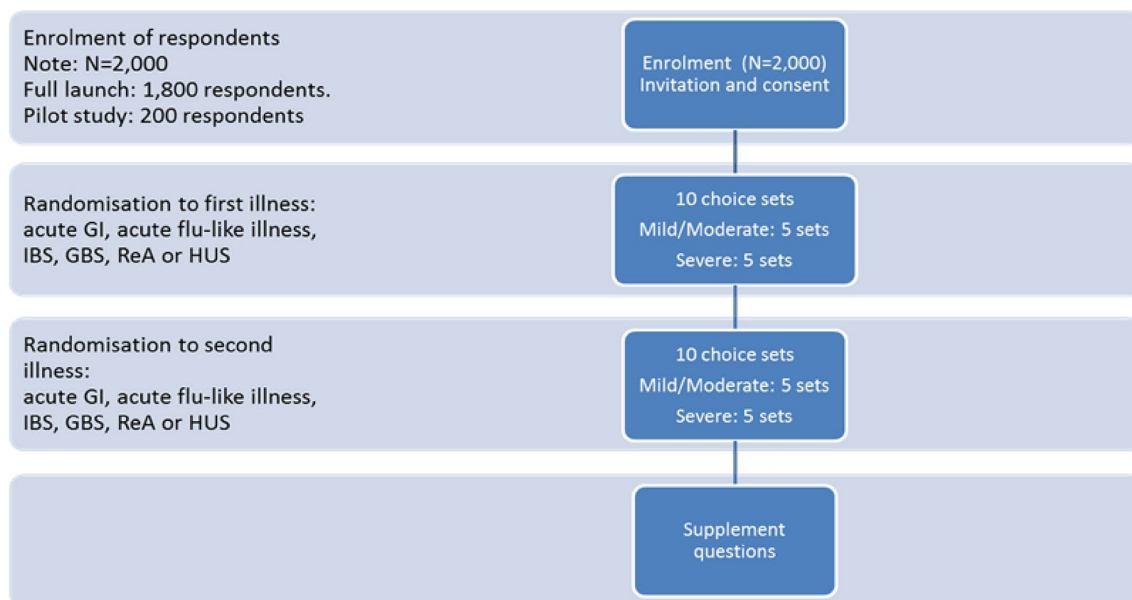 Enrolment of respondents
Note: N=2,000
Full launch: 1,800 respondents.
Pilot study: 200 respondents
Enrolment (N=2,000)
Invitation and consent
Randomisation to first illness:
acute GI, acute flu-like illness,
IBS, GBS, ReA or HUS
10 choice sets
Mild/Moderate: 5 sets
Severe: 5 sets
Randomisation to second
illness:
acute GI, acute flu-like illness,
IBS, GBS, ReA or HUS
10 choice sets
Mild/Moderate: 5 sets
Severe: 5 sets
Supplement
questions